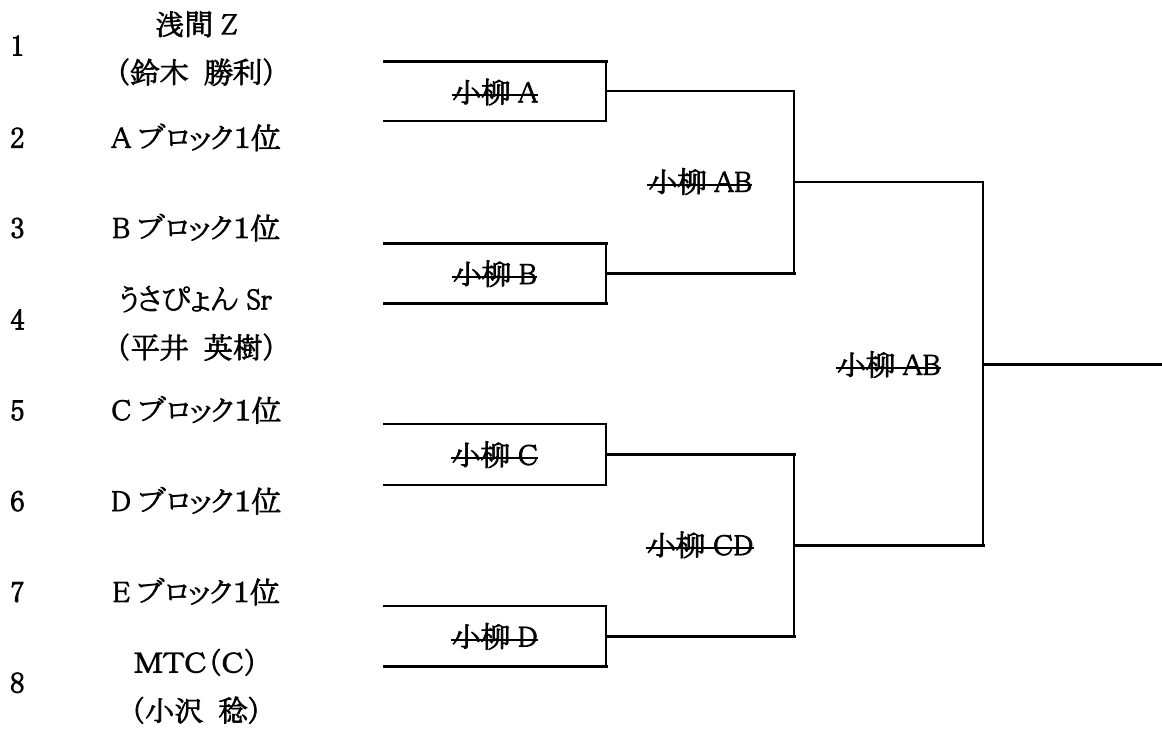 1 浅間 Z
(鈴木 勝利)
小柳 A
2 A ブロック1位
小柳 AB
3 B ブロック1位
小柳 B
うさぴょん Sr
4
(平井 英樹)
小柳 AB
5 C ブロック1位
小柳 C
6 D ブロック1位
小柳 CD
7 E ブロック1位
小柳 D
MTC(C)
8
(小沢 稔)